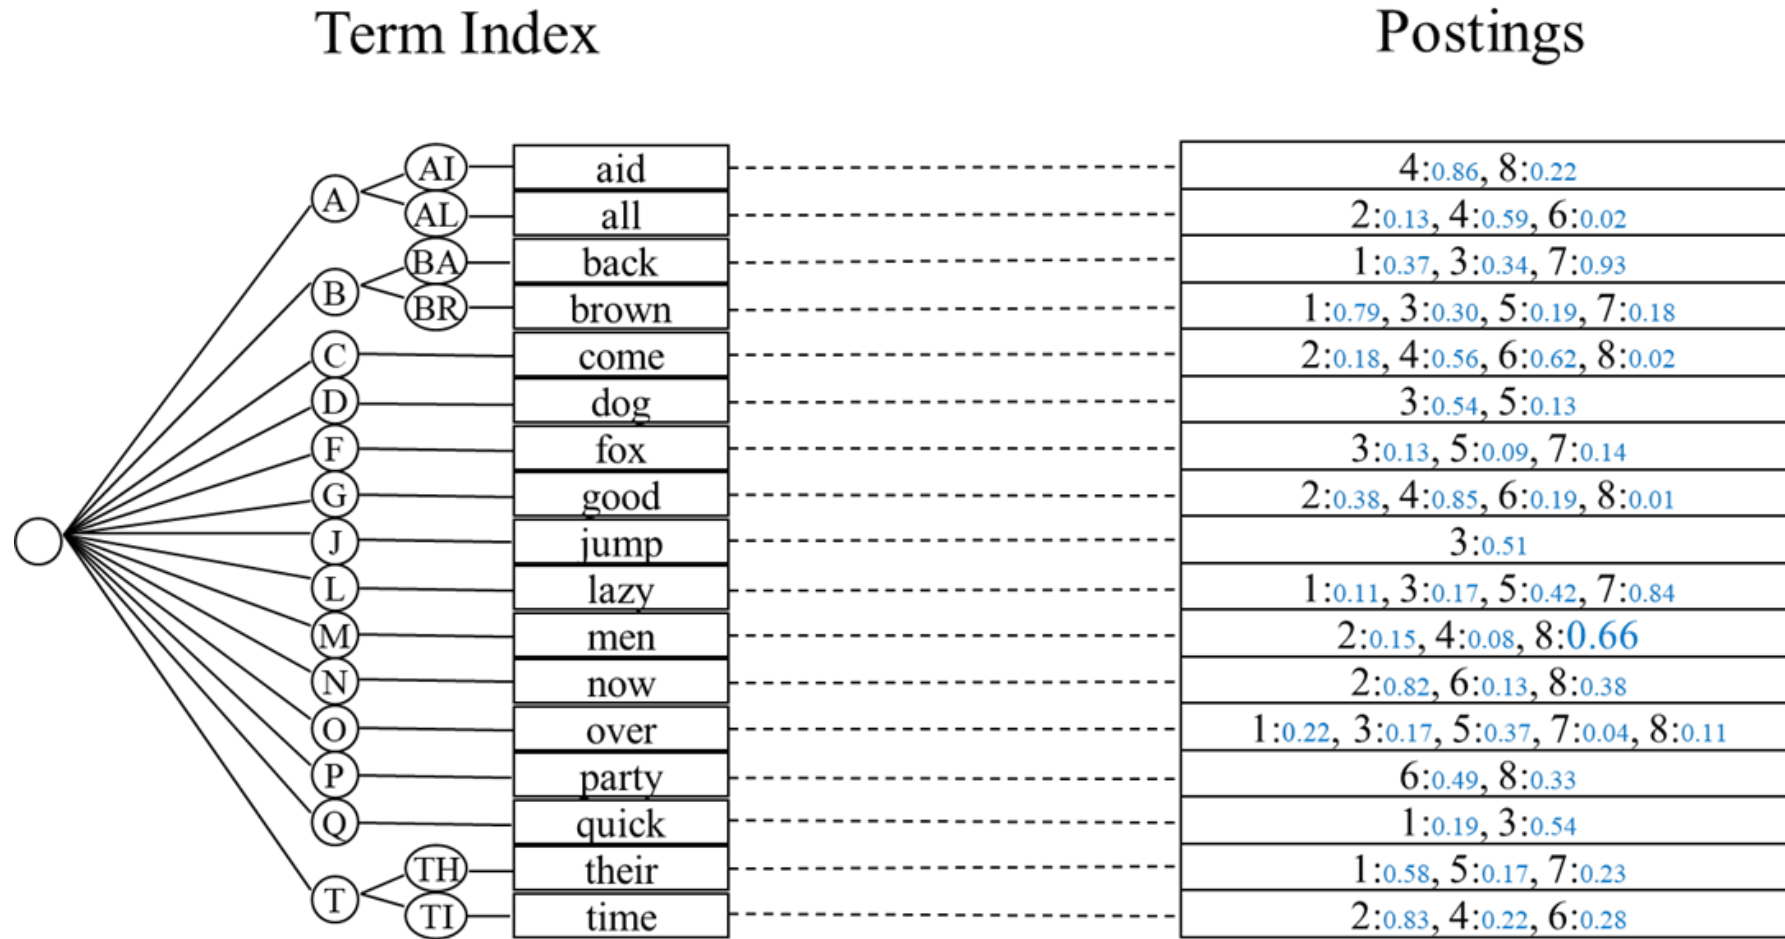 Term Index Postings
A AI aid 4:0.86, 8:0.22
AL all 2:0.13, 4:0.59, 6:0.02
B BA back 1:0.37, 3:0.34, 7:0.93
BR brown 1:0.79, 3:0.30, 5:0.19, 7:0.18
C come 2:0.18, 4:0.56, 6:0.62, 8:0.02
D dog 3:0.54, 5:0.13
F fox 3:0.13, 5:0.09, 7:0.14
G good 2:0.38, 4:0.85, 6:0.19, 8:0.01
J jump 3:0.51
L lazy 1:0.11, 3:0.17, 5:0.42, 7:0.84
M men 2:0.15, 4:0.08, 8:0.66
N now 2:0.82, 6:0.13, 8:0.38
O over 1:0.22, 3:0.17, 5:0.37, 7:0.04, 8:0.11
P party 6:0.49, 8:0.33
Q quick 1:0.19, 3:0.54
T TH their 1:0.58, 5:0.17, 7:0.23
TI time 2:0.83, 4:0.22, 6:0.28